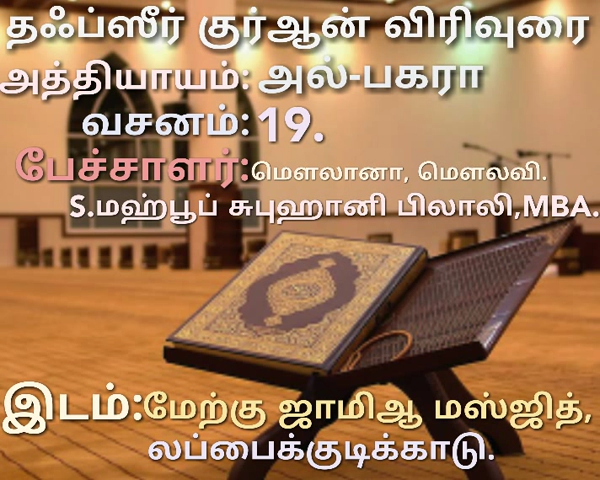 தஃப்ஸீர் குர்ஆன் விரிவுரை
அத்தியாயம்: அல்-பகரா
வசனம்: 19.
பேச்சாளர்: மௌலானா, மௌலவி.
S.மஹ்பூப் சுபுஹானி பிலாலி,MBA.
இடம்:மேற்கு ஜாமிஆ மஸ்ஜித்,
லப்பைக்குடிக்காடு.